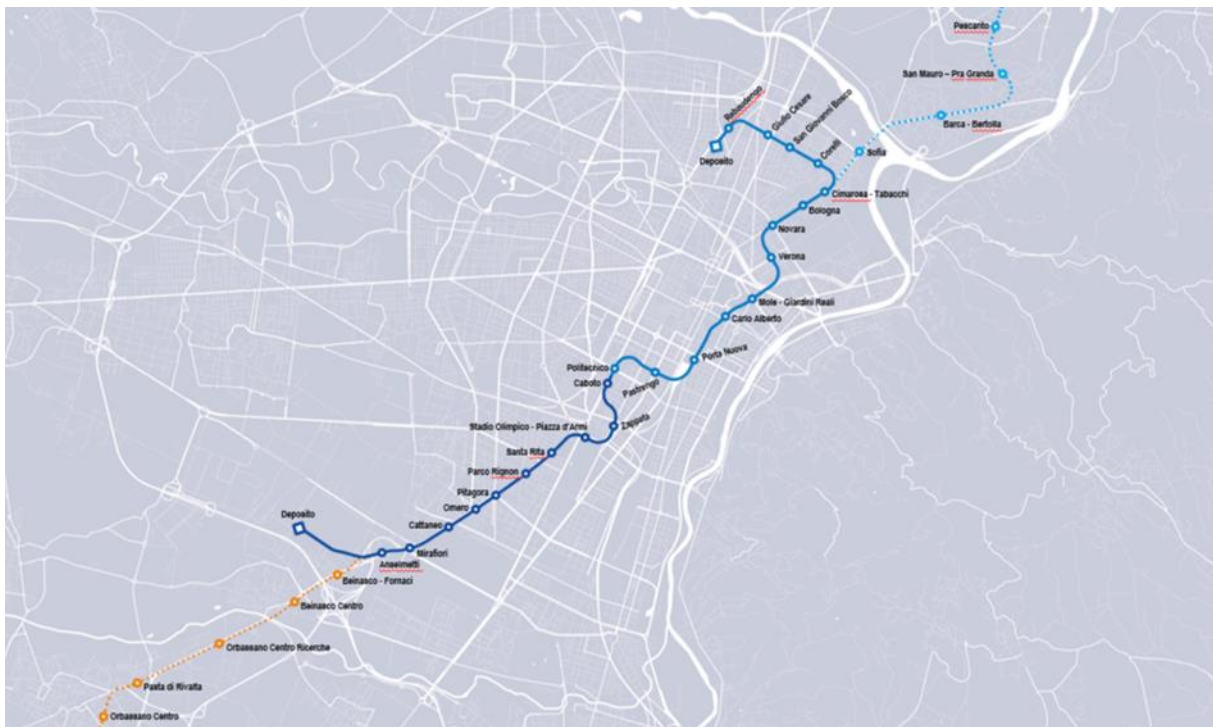 Pescarito
San Mauro – Pra Granda
Barca - Bertolla
Sofia
Rebaudengo
Giulio Cesare
San Giovanni Bosco
Corelli
Deposito
Cimarosa - Tabacchi
Bologna
Novara
Verona
Mole - Giardini Reali
Carlo Alberto
Porta Nuova
Politecnico
Pastrengo
Caboto
Zappata
Stadio Olimpico - Piazza d'Armi
Santa Rita
Parco Rignon
Pitagora
Omero
Cattaneo
Deposito
Mirafiori
Anselmetti
Beinasco - Fornaci
Beinasco Centro
Orbassano Centro Ricerche
Pasta di Rivalta
Orbassano Centro